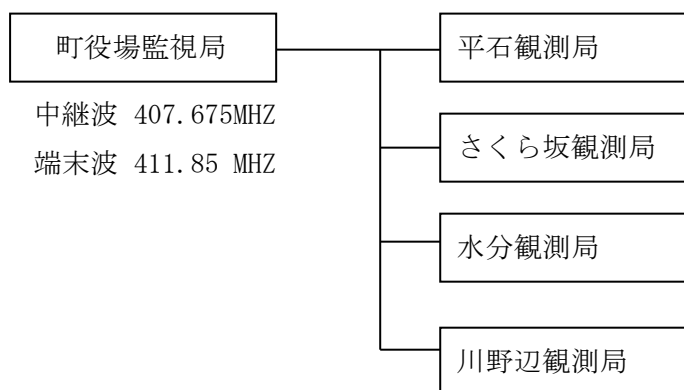 町役場監視局
中継波 407.675MHZ
端末波 411.85 MHZ
平石観測局
さくら坂観測局
水分観測局
川野辺観測局